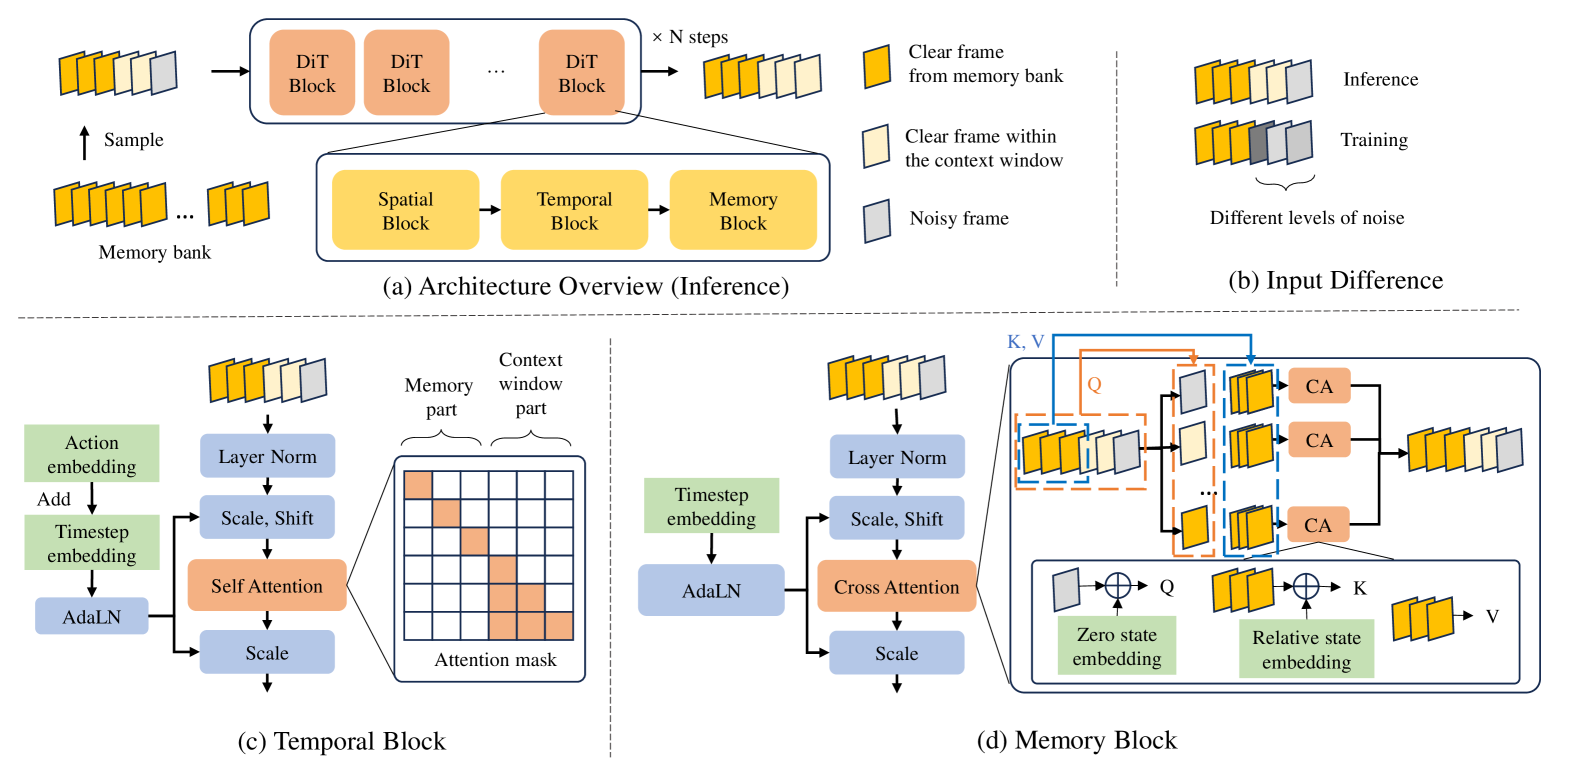 DiT
Block
DiT
Block
...
DiT
Block
× N steps
Sample
...
Memory bank
Spatial
Block
Temporal
Block
Memory
Block
Clear frame
from memory bank
Clear frame within
the context window
Noisy frame
(a) Architecture Overview (Inference)
Inference
Training
Different levels of noise
(b) Input Difference
Action
embedding
Add
Timestep
embedding
AdaLN
Layer Norm
Scale, Shift
Self Attention
Scale
Memory
part
Context
window
part
Attention mask
(c) Temporal Block
Timestep
embedding
AdaLN
Layer Norm
Scale, Shift
Cross Attention
Scale
K, V
Q
...
CA
CA
CA
Q
Zero state
embedding
K
Relative state
embedding
V
(d) Memory Block